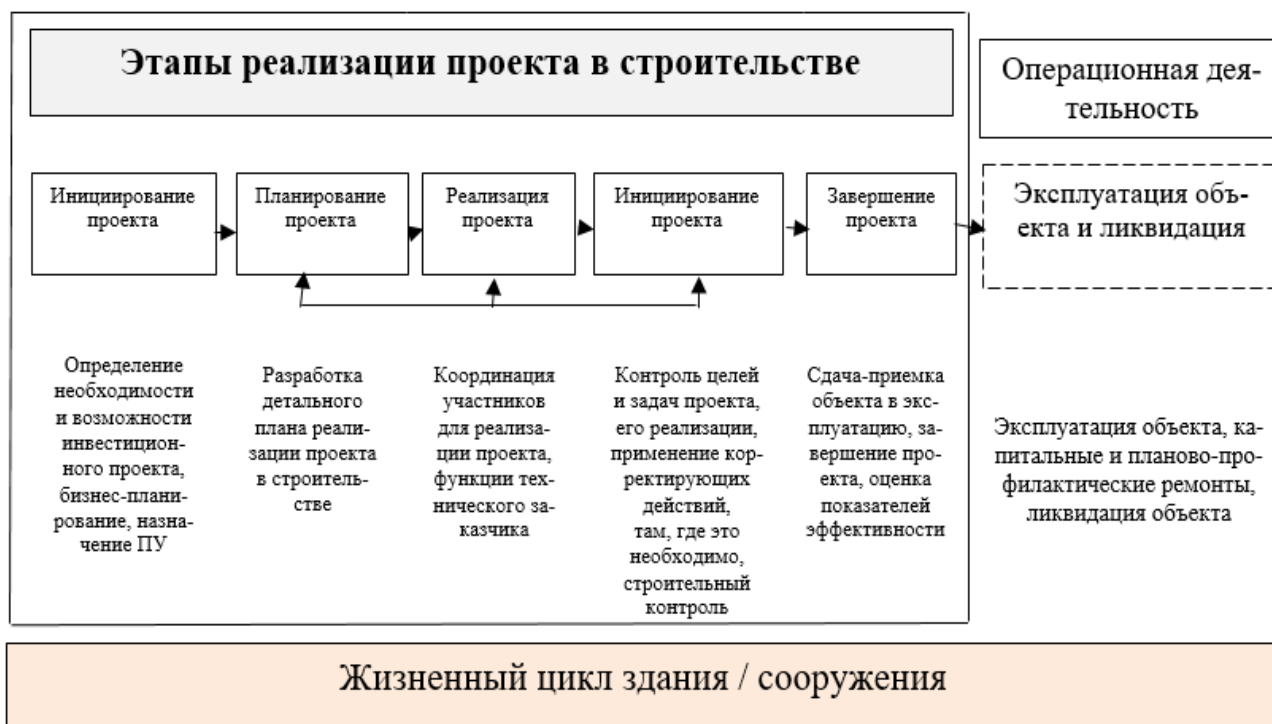 Этапы реализации проекта в строительстве
Операционная дея-
тельность
Инициирование
проекта
Планирование
проекта
Реализация
проекта
Инициирование
проекта
Завершение
проекта
Эксплуатация объ-
екта и ликвидация
Определение
необходимости
и возможности
инвестицион-
ного проекта,
бизнес-плани-
рование, назна-
чение ПУ
Разработка
детального
плана реали-
зации проекта
в строитель-
стве
Координация
участников
для реализа-
ции проекта,
функции тех-
нического за-
казчика
Контроль целей
и задач проекта,
его реализации,
применение кор-
ректирующих
действий,
там, где это
необходимо,
строительный
контроль
Сдача-приемка
объекта в экс-
плуатацию, за-
вершение про-
екта, оценка
показателей
эффективности
Эксплуатация объекта, ка-
питальные и планово-про-
филактические ремонты,
ликвидация объекта
Жизненный цикл здания / сооружения